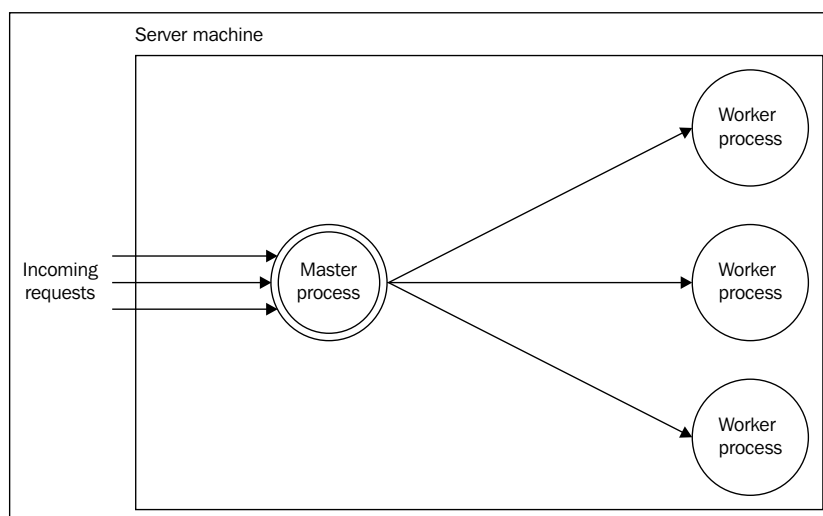 Server machine
Worker
process
Incoming
requests
Master
process
Worker
process
Worker
process